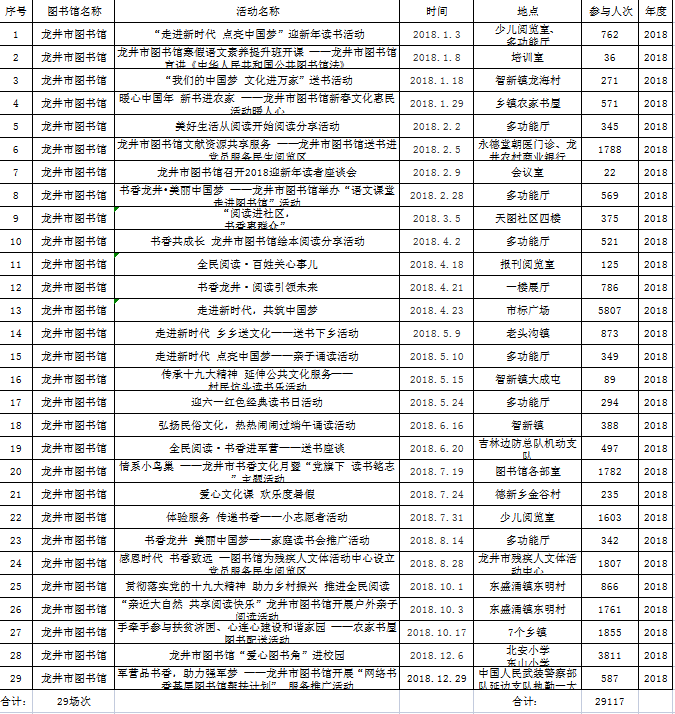 序号 图书馆名称 活动名称 时间 地点 参与人次 年度
1 龙井市图书馆 “走进新时代 点亮中国梦”迎新年读书活动 2018.1.3 少儿阅览室、多功能厅 762 2018
2 龙井市图书馆 龙井市图书馆寒假语文素养提升班开课 ——龙井市图书馆宣讲《中华人民共和国公共图书馆法》 2018.1.8 培训室 36 2018
3 龙井市图书馆 “我们的中国梦 文化进万家”送书活动 2018.1.18 智新镇龙海村 271 2018
4 龙井市图书馆 暖心中国年 新书进农家 ——龙井市图书馆新春文化惠民活动暖人心 2018.1.29 乡镇农家书屋 571 2018
5 龙井市图书馆 美好生活从阅读开始阅读分享活动 2018.2.2 多功能厅 345 2018
6 龙井市图书馆 龙井市图书馆文献资源共享服务 ——龙井市图书馆送书进党员服务民生阅览区 2018.2.5 永德堂朝医门诊、龙井农村商业银行 1788 2018
7 龙井市图书馆 龙井市图书馆召开2018迎新年读者座谈会 2018.2.9 会议室 22 2018
8 龙井市图书馆 书香龙井•美丽中国梦 ——龙井市图书馆举办“语文课堂走进图书馆”活动 2018.2.28 多功能厅 569 2018
9 龙井市图书馆 “阅读进社区，书香惠群众” 2018.3.5 天图社区四楼 375 2018
10 龙井市图书馆 书香共成长 龙井市图书馆绘本阅读分享活动 2018.4.2 多功能厅 521 2018
11 龙井市图书馆 全民阅读·百姓关心事儿 2018.4.18 报刊阅览室 125 2018
12 龙井市图书馆 书香龙井·阅读引领未来 2018.4.21 一楼展厅 786 2018
13 龙井市图书馆 走进新时代，共筑中国梦 2018.4.23 市标广场 5807 2018
14 龙井市图书馆 走进新时代 乡乡送文化——送书下乡活动 2018.5.9 老头沟镇 873 2018
15 龙井市图书馆 走进新时代 点亮中国梦——亲子诵读活动 2018.5.10 多功能厅 349 2018
16 龙井市图书馆 传承十九大精神 延伸公共文化服务——村民炕头读书乐活动 2018.5.15 智新镇大成屯 89 2018
17 龙井市图书馆 迎六一红色经典读书日活动 2018.5.24 多功能厅 294 2018
18 龙井市图书馆 弘扬民俗文化，热热闹闹过端午诵读活动 2018.6.16 智新镇 388 2018
19 龙井市图书馆 全民阅读·书香进军营——送书座谈 2018.6.20 吉林边防总队机动支队 497 2018
20 龙井市图书馆 情系小鸟巢 ——龙井市书香文化月暨“党旗下 读书铭志”主题活动 2018.7.19 图书馆各部室 1782 2018
21 龙井市图书馆 爱心文化课 欢乐度暑假 2018.7.24 德新乡金谷村 235 2018
22 龙井市图书馆 体验服务 传递书香——小志愿者活动 2018.7.31 少儿阅览室 1603 2018
23 龙井市图书馆 书香龙井 美丽中国梦——家庭读书会推广活动 2018.8.14 多功能厅 342 2018
24 龙井市图书馆 感恩时代 书香致远 —图书馆为残疾人文体活动中心设立党员服务民生阅览区 2018.8.28 龙井市残疾人文体活动中心 1807 2018
25 龙井市图书馆 贯彻落实党的十九大精神 助力乡村振兴 推进全民阅读 2018.10.1 东盛涌镇东明村 866 2018
26 龙井市图书馆 “亲近大自然 共享阅读快乐”龙井市图书馆开展户外亲子阅读活动 2018.10.3 东盛涌镇东明村 1761 2018
27 龙井市图书馆 手牵手参与扶贫济困、心连心建设和谐家园 ——农家书屋图书配送活动 2018.10.17 7个乡镇 1855 2018
28 龙井市图书馆 龙井市图书馆“爱心图书角”进校园 2018.12.6 北安小学 东山小学 3811 2018
29 龙井市图书馆 军营品书香，助力强军梦 ——龙井市图书馆开展“网络书香基层图书馆帮扶计划” 服务推广活动 2018.12.29 中国人民武装警察部队延边支队执勤一大 587 2018
合计： 29场次 合计： 29117